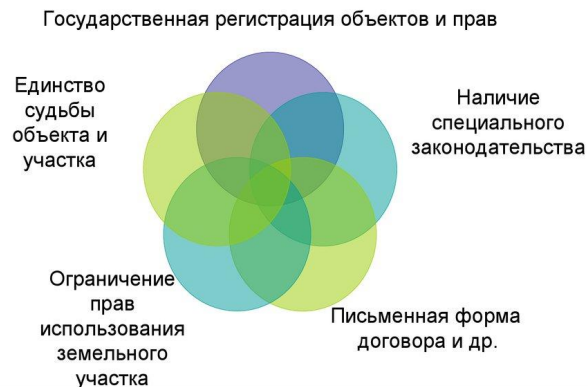 Государственная регистрация объектов и прав
Единство
судьбы
объекта и
участка
Наличие
специального
законодательства
Ограничение
прав
использования
земельного
участка
Письменная форма
договора и др.